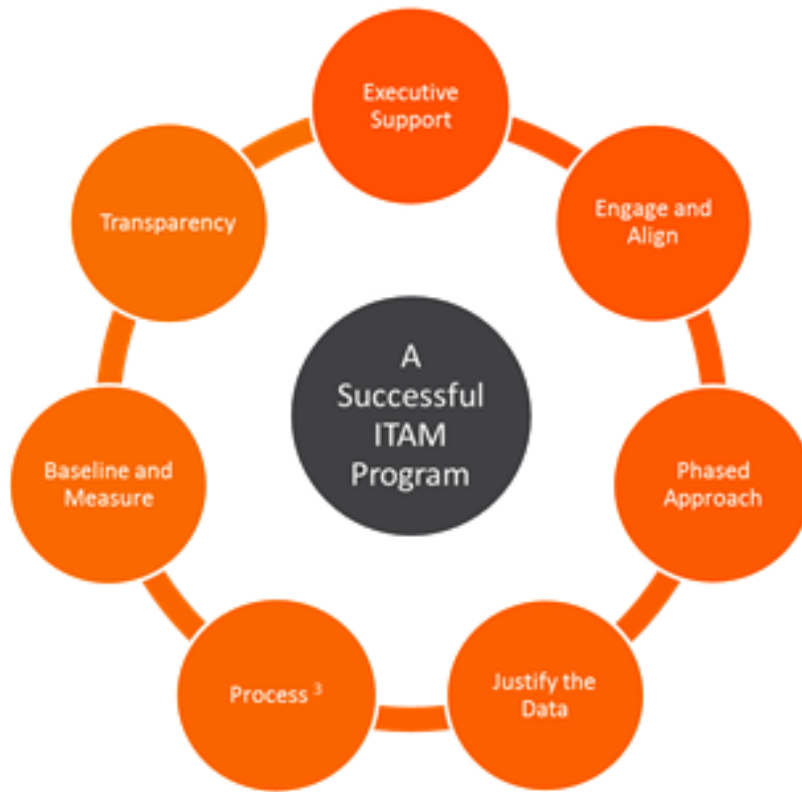 Executive
Support
Engage and
Align
Phased
Approach
Justify the
Data
Process ³
Baseline and
Measure
Transparency
A
Successful
ITAM
Program